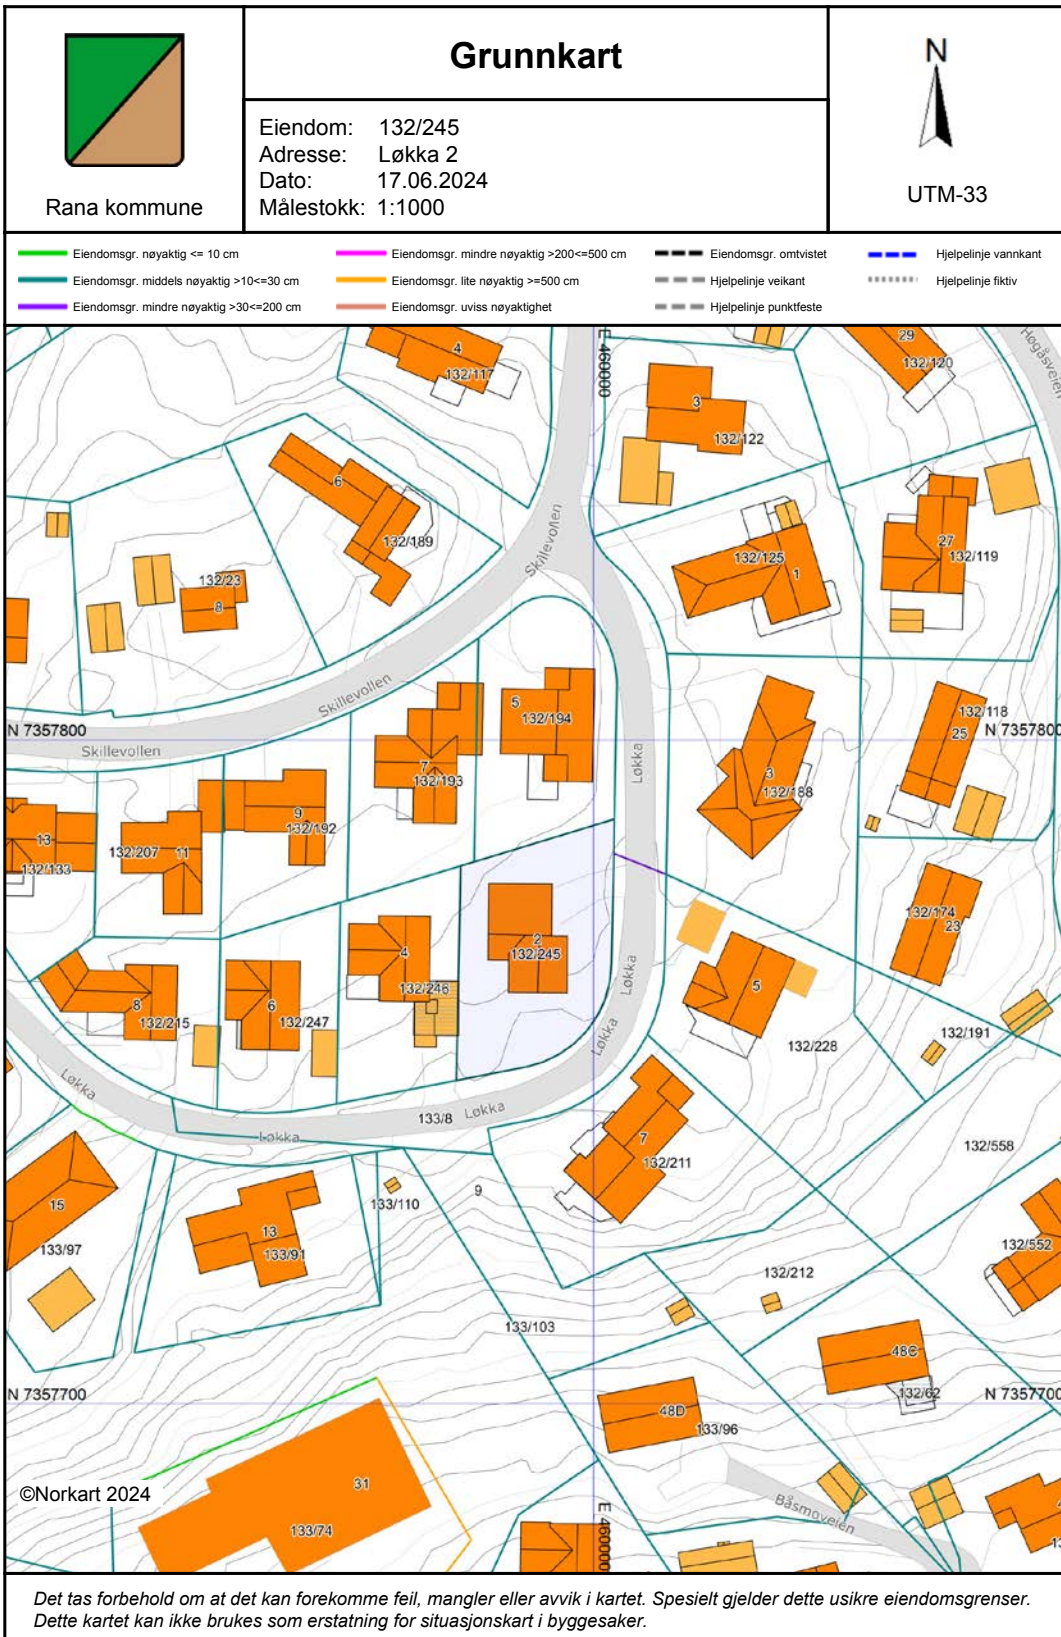 Rana kommune
Grunnkart
Eiendom: 132/245
Adresse: Løkka 2
Dato: 17.06.2024
Målestokk: 1:1000
N
UTM-33
Eiendomsgr. nøyaktig <= 10 cm
Eiendomsgr. middels nøyaktig >10<=30 cm
Eiendomsgr. mindre nøyaktig >30<=200 cm
Eiendomsgr. mindre nøyaktig >200<=500 cm
Eiendomsgr. lite nøyaktig >=500 cm
Eiendomsgr. uviss nøyaktighet
Eiendomsgr. omtvistet
Hjelpelinje veikant
Hjelpelinje punktfeste
Hjelpelinje vannkant
Hjelpelinje fiktiv
4
132/117
E 460000
3
132/122
29
132/120
Høgåsveien
6
132/189
Skillevollen
132/125
1
27
132/119
132/23
8
Skillevollen
5
132/194
132/118
25
N 7357800
N 7357800
Skillevollen
7
132/193
Løkka
3
132/188
9
132/192
13
132/133
132/207
11
132/174
23
4
132/246
2
132/245
Løkka
5
8
132/215
6
132/247
Løkka
132/228
132/191
Løkka
133/8
Løkka
Løkka
7
132/211
132/558
15
133/97
13
133/91
133/110
9
132/552
132/212
133/103
48C
132/62
N 7357700
N 7357700
48D
133/96
31
133/74
E 460000
Båsmoveien
©Norkart 2024
Det tas forbehold om at det kan forekomme feil, mangler eller avvik i kartet. Spesielt gjelder dette usikre eiendomsgrenser.
Dette kartet kan ikke brukes som erstatning for situasjonskart i byggesaker.